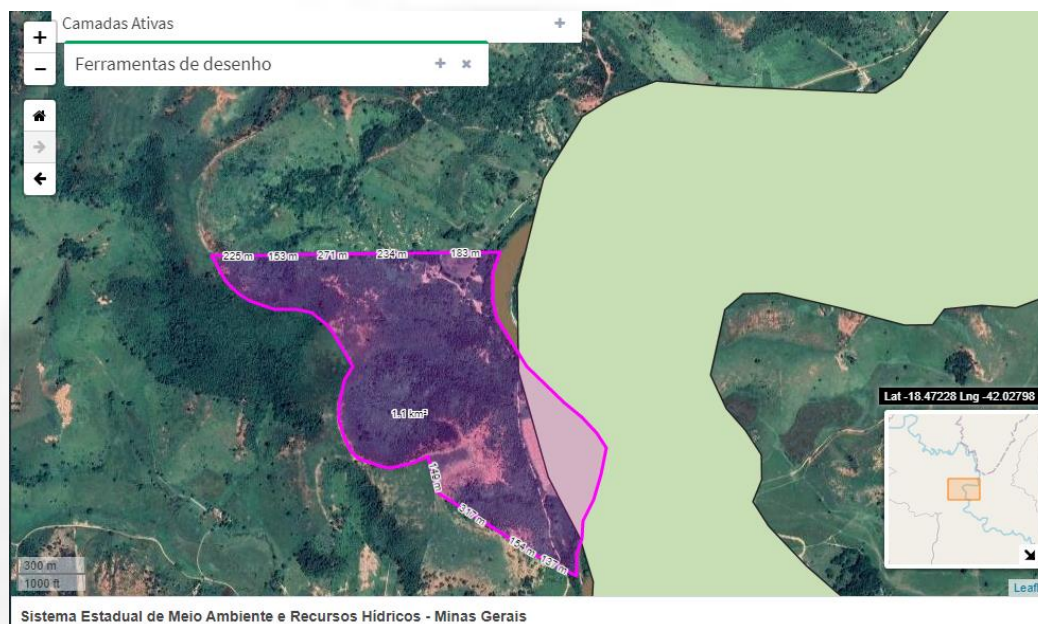 Camadas Ativas +
+
−
Ferramentas de desenho + ×
225 m 153 m 271 m 234 m 183 m
Lat -18.47228 Lng -42.02798
1.1 km²
149 m
317 m
154 m
137 m
300 m
1000 ft
Leafl
Sistema Estadual de Meio Ambiente e Recursos Hídricos - Minas Gerais